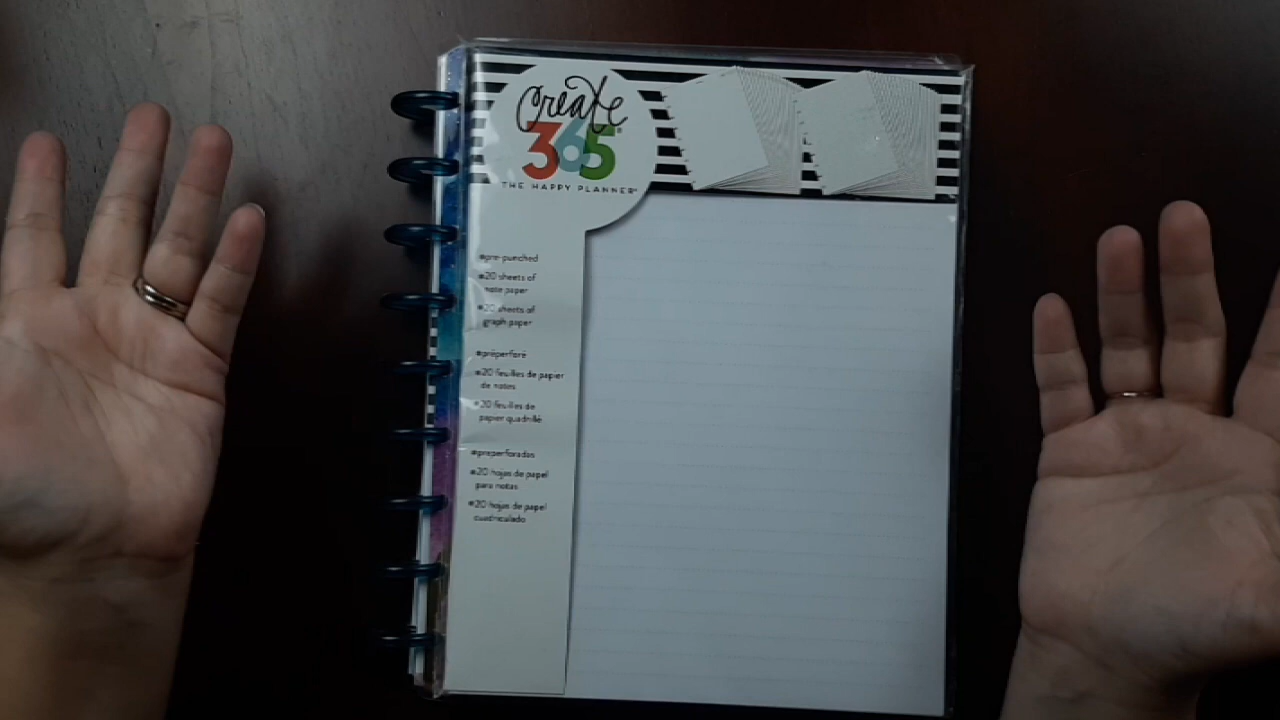 Create
365®
THE HAPPY PLANNER®
pre-punched
20 sheets of
note paper
20 sheets of
graph paper
préperforé
20 feuilles de papier
de notes
20 feuilles de
papier quadrillé
preperforadas
20 hojas de papel
para notas
20 hojas de papel
cuadriculado